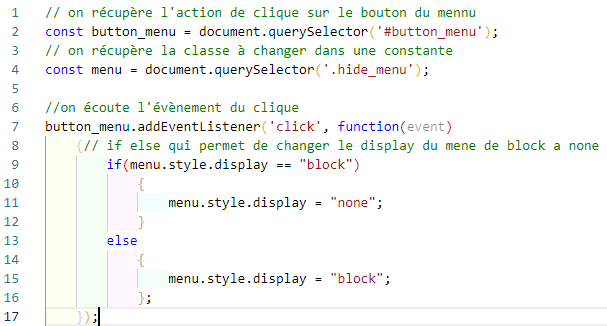 1 // on récupère l'action de clique sur le bouton du mennu
2 const button_menu = document.querySelector('#button_menu');
3 // on récupère la classe à changer dans une constante
4 const menu = document.querySelector('.hide_menu');
5
6 //on écoute l'évènement du clique
7 button_menu.addEventListener('click', function(event)
8 {// if else qui permet de changer le display du mene de block a none
9 if(menu.style.display == "block")
10 {
11 menu.style.display = "none";
12 }
13 else
14 {
15 menu.style.display = "block";
16 };
17 });